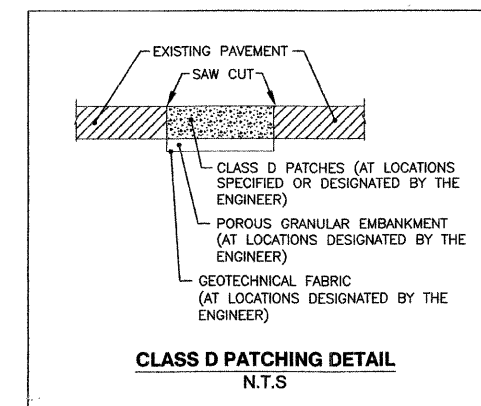 EXISTING PAVEMENT
SAW CUT
CLASS D PATCHES (AT LOCATIONS
SPECIFIED OR DESIGNATED BY THE
ENGINEER)
POROUS GRANULAR EMBANKMENT
(AT LOCATIONS DESIGNATED BY THE
ENGINEER)
GEOTECHNICAL FABRIC
(AT LOCATIONS DESIGNATED BY THE
ENGINEER)
CLASS D PATCHING DETAIL
N.T.S